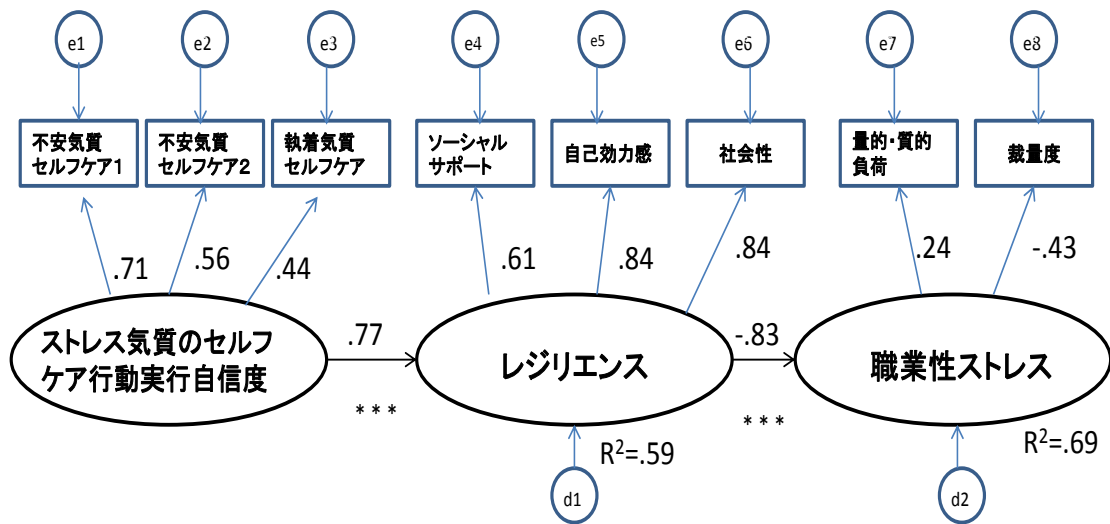 e1
e2
e3
e4
e5
e6
e7
e8
不安気質
セルフケア1
不安気質
セルフケア2
執着気質
セルフケア
ソーシャル
サポート
自己効力感
社会性
量的・質的
負荷
裁量度
.71
.56
.44
.61
.84
.84
.24
-.43
ストレス気質のセルフ
ケア行動実行自信度
.77
***
レジリエンス
-.83
***
職業性ストレス
R²=.59
R²=.69
d1
d2